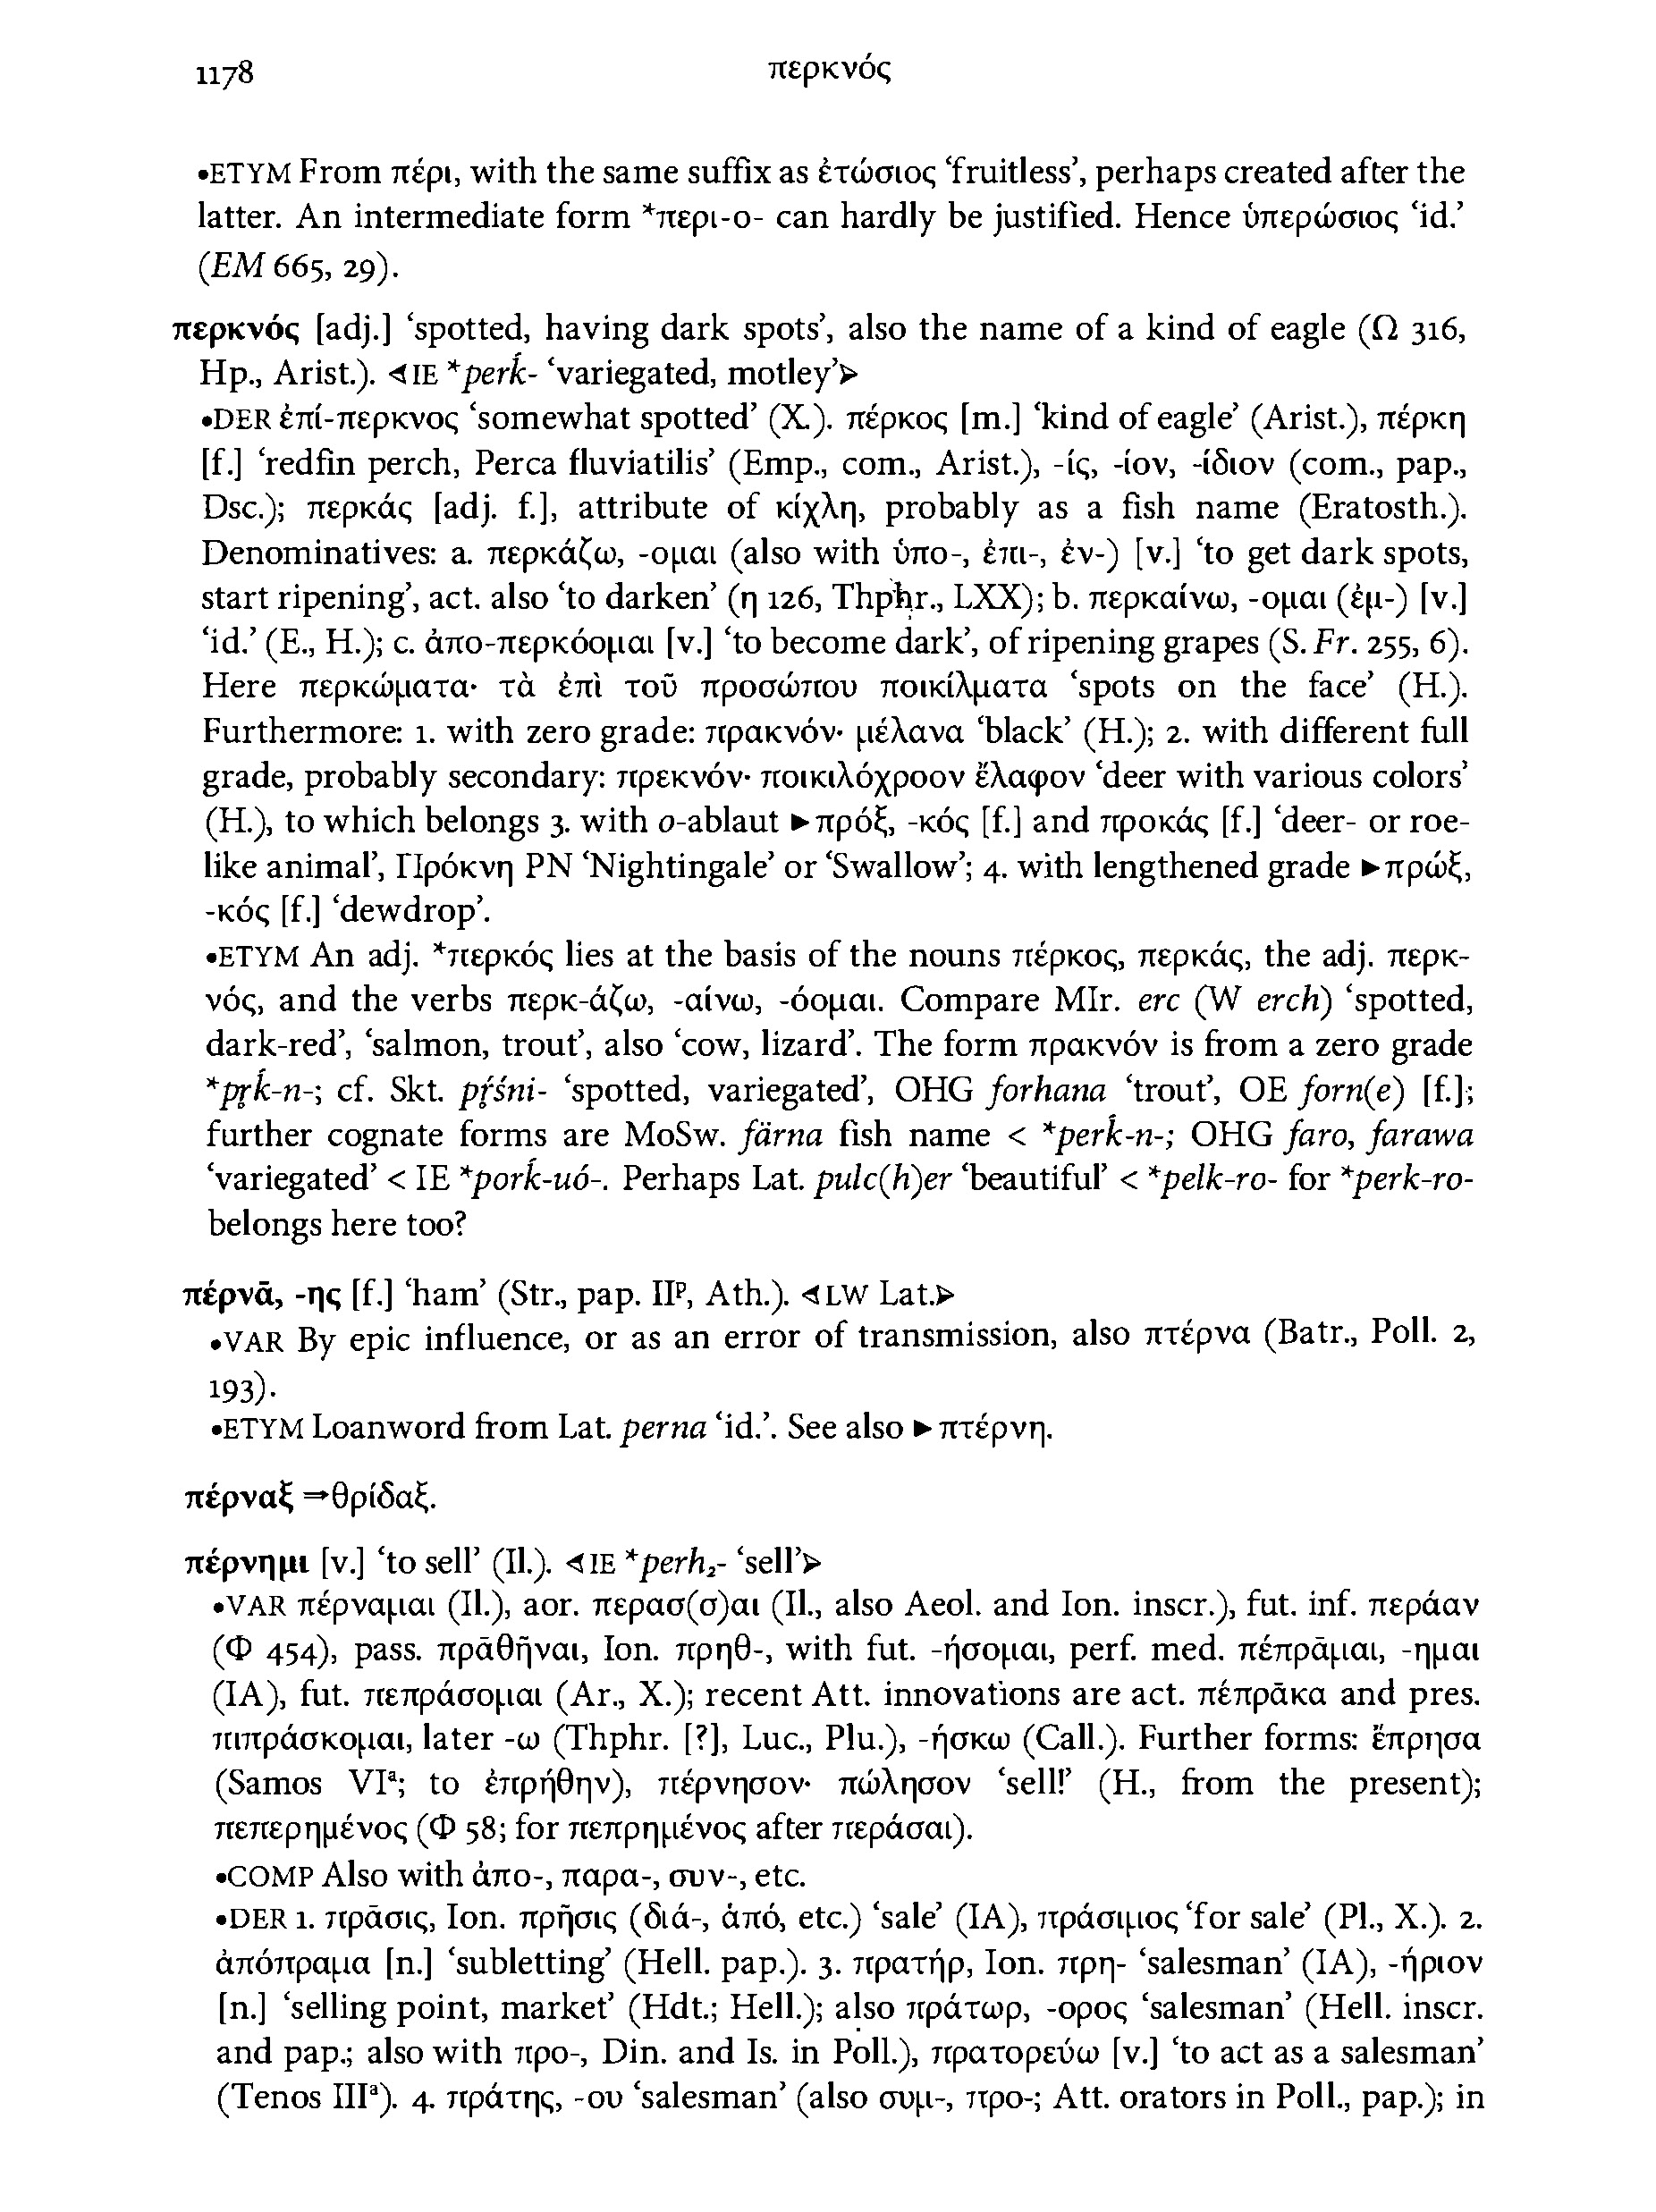 1178
περκνός
•ETYM From πέρι, with the same suffix as ἐτώσιος ‘fruitless’, perhaps created after the
latter. An intermediate form *περι-ο- can hardly be justified. Hence ὑπερώσιος ‘id.’
(EM 665, 29).
περκνός [adj.] ‘spotted, having dark spots’, also the name of a kind of eagle (Ω 316,
Hp., Arist.). ⊲IE *perḱ- ‘variegated, motley’⊳
•DER ἐπί-περκνος ‘somewhat spotted’ (X.). πέρκος [m.] ‘kind of eagle’ (Arist.), πέρκη
[f.] ‘redfin perch, Perca fluviatilis’ (Emp., com., Arist.), -ίς, -ίον, -ίδιον (com., pap.,
Dsc.); περκάς [adj. f.], attribute of κίχλη, probably as a fish name (Eratosth.).
Denominatives: a. περκάζω, -ομαι (also with ὑπο-, ἐπι-, ἐν-) [v.] ‘to get dark spots,
start ripening’, act. also ‘to darken’ (η 126, Thphr., LXX); b. περκαίνω, -ομαι (ἐμ-) [v.]
‘id.’ (E., H.); c. ἀπο-περκόομαι [v.] ‘to become dark’, of ripening grapes (S. Fr. 255, 6).
Here περκώματα· τὰ ἐπὶ τοῦ προσώπου ποικίλματα ‘spots on the face’ (H.).
Furthermore: 1. with zero grade: πρακνόν· μέλανα ‘black’ (H.); 2. with different full
grade, probably secondary: πρεκνόν· ποικιλόχροον ἔλαφον ‘deer with various colors’
(H.), to which belongs 3. with o-ablaut ►πρόξ, -κός [f.] and προκάς [f.] ‘deer- or roe-
like animal’, Πρόκνη PN ‘Nightingale’ or ‘Swallow’; 4. with lengthened grade ►πρώξ,
-κός [f.] ‘dewdrop’.
•ETYM An adj. *περκός lies at the basis of the nouns πέρκος, περκάς, the adj. περκ-
νός, and the verbs περκ-άζω, -αίνω, -όομαι. Compare MIr. erc (W erch) ‘spotted,
dark-red’, ‘salmon, trout’, also ‘cow, lizard’. The form πρακνόν is from a zero grade
*pr̥ḱ-n-; cf. Skt. pŕ̥śni- ‘spotted, variegated’, OHG forhana ‘trout’, OE forn(e) [f.];
further cognate forms are MoSw. färna fish name < *perḱ-n-; OHG faro, farawa
‘variegated’ < IE *porḱ-uó-. Perhaps Lat. pulc(h)er ‘beautiful’ < *pelk-ro- for *perk-ro-
belongs here too?
πέρνᾱ, -ης [f.] ‘ham’ (Str., pap. IIᵖ, Ath.). ⊲LW Lat.⊳
•VAR By epic influence, or as an error of transmission, also πτέρνα (Batr., Poll. 2,
193).
•ETYM Loanword from Lat. perna ‘id.’. See also ►πτέρνη.
πέρναξ ⇒θρίδαξ.
πέρνημι [v.] ‘to sell’ (Il.). ⊲IE *perh₂- ‘sell’⊳
•VAR πέρναμαι (Il.), aor. περασ(σ)αι (Il., also Aeol. and Ion. inscr.), fut. inf. περάαν
(Φ 454), pass. πρᾱθῆναι, Ion. πρηθ-, with fut. -ήσομαι, perf. med. πέπρᾱμαι, -ημαι
(IA), fut. πεπράσομαι (Ar., X.); recent Att. innovations are act. πέπρᾱκα and pres.
πιπράσκομαι, later -ω (Thphr. [?], Luc., Plu.), -ήσκω (Call.). Further forms: ἔπρησα
(Samos VIᵃ; to ἐπρήθην), πέρνησον· πώλησον ‘sell!’ (H., from the present);
πεπερημένος (Φ 58; for πεπρημένος after περάσαι).
•COMP Also with ἀπο-, παρα-, συν-, etc.
•DER 1. πρᾶσις, Ion. πρῆσις (διά-, ἀπό, etc.) ‘sale’ (IA), πράσιμος ‘for sale’ (Pl., X.). 2.
ἀπόπραμα [n.] ‘subletting’ (Hell. pap.). 3. πρατήρ, Ion. πρη- ‘salesman’ (IA), -ήριον
[n.] ‘selling point, market’ (Hdt.; Hell.); also πράτωρ, -ορος ‘salesman’ (Hell. inscr.
and pap.; also with προ-, Din. and Is. in Poll.), πρατορεύω [v.] ‘to act as a salesman’
(Tenos IIIᵃ). 4. πράτης, -ου ‘salesman’ (also συμ-, προ-; Att. orators in Poll., pap.); in